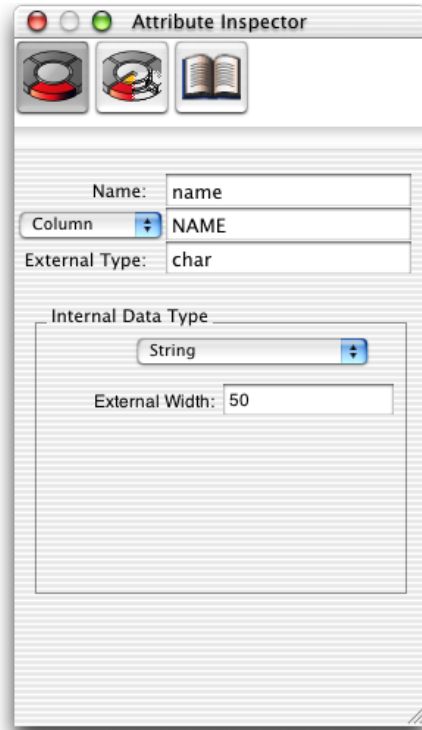 Attribute Inspector
Name: name
Column NAME
External Type: char
Internal Data Type
String
External Width: 50